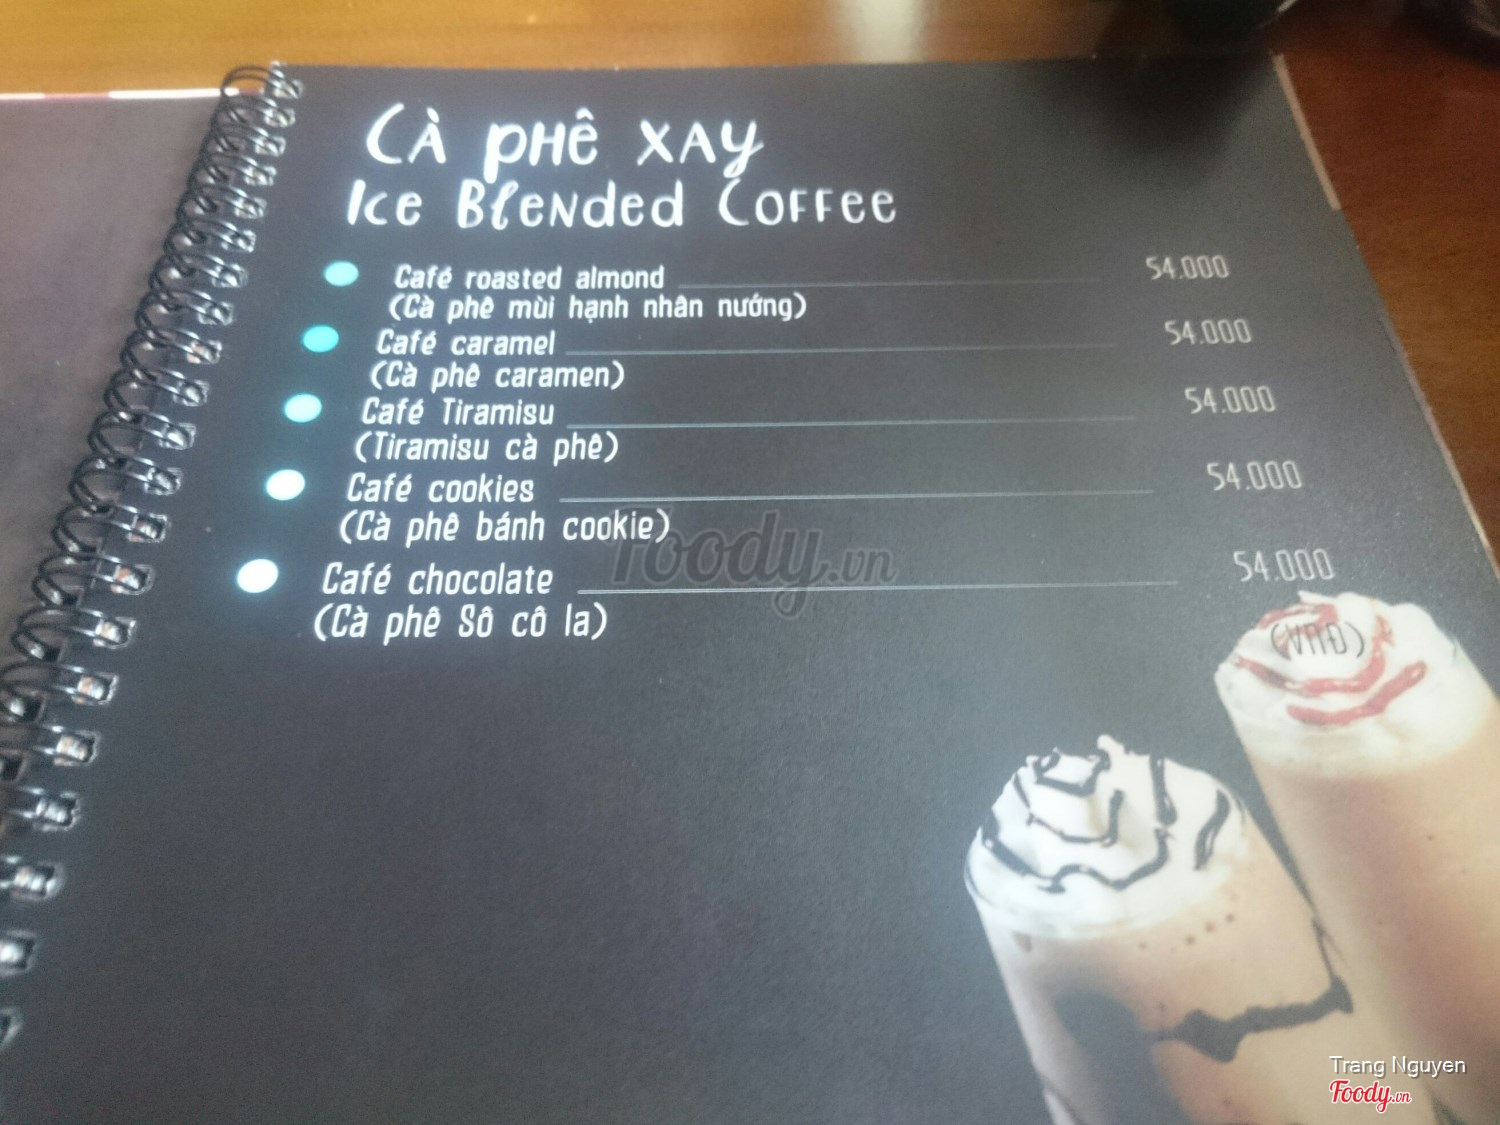 Cà phê xay
Ice Blended Coffee
Café roasted almond 54.000
(Cà phê mùi hạnh nhân nướng)
Café caramel 54.000
(Cà phê caramen)
Café Tiramisu 54.000
(Tiramisu cà phê)
Café cookies 54.000
(Cà phê bánh cookie)
Foody.vn
Café chocolate 54.000
(Cà phê Sô cô la)
(VNĐ)
Trang Nguyen
Foody.vn